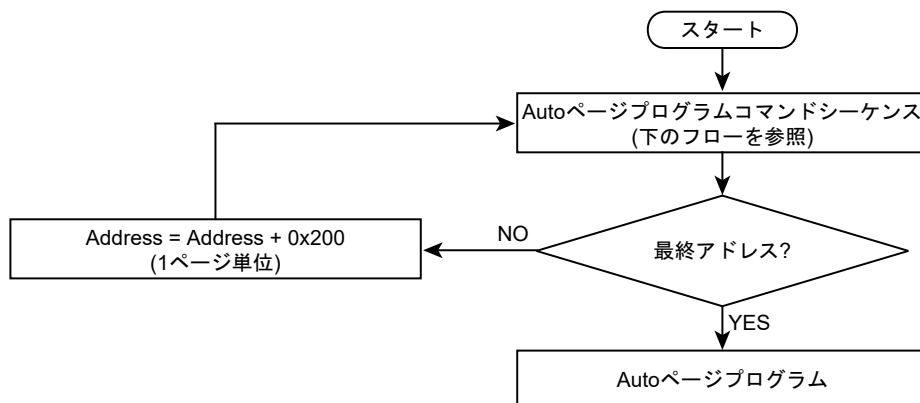 スタート
Autoページプログラムコマンドシーケンス
(下のフローを参照)
Address = Address + 0x200
(1ページ単位)
NO
最終アドレス?
YES
Autoページプログラム